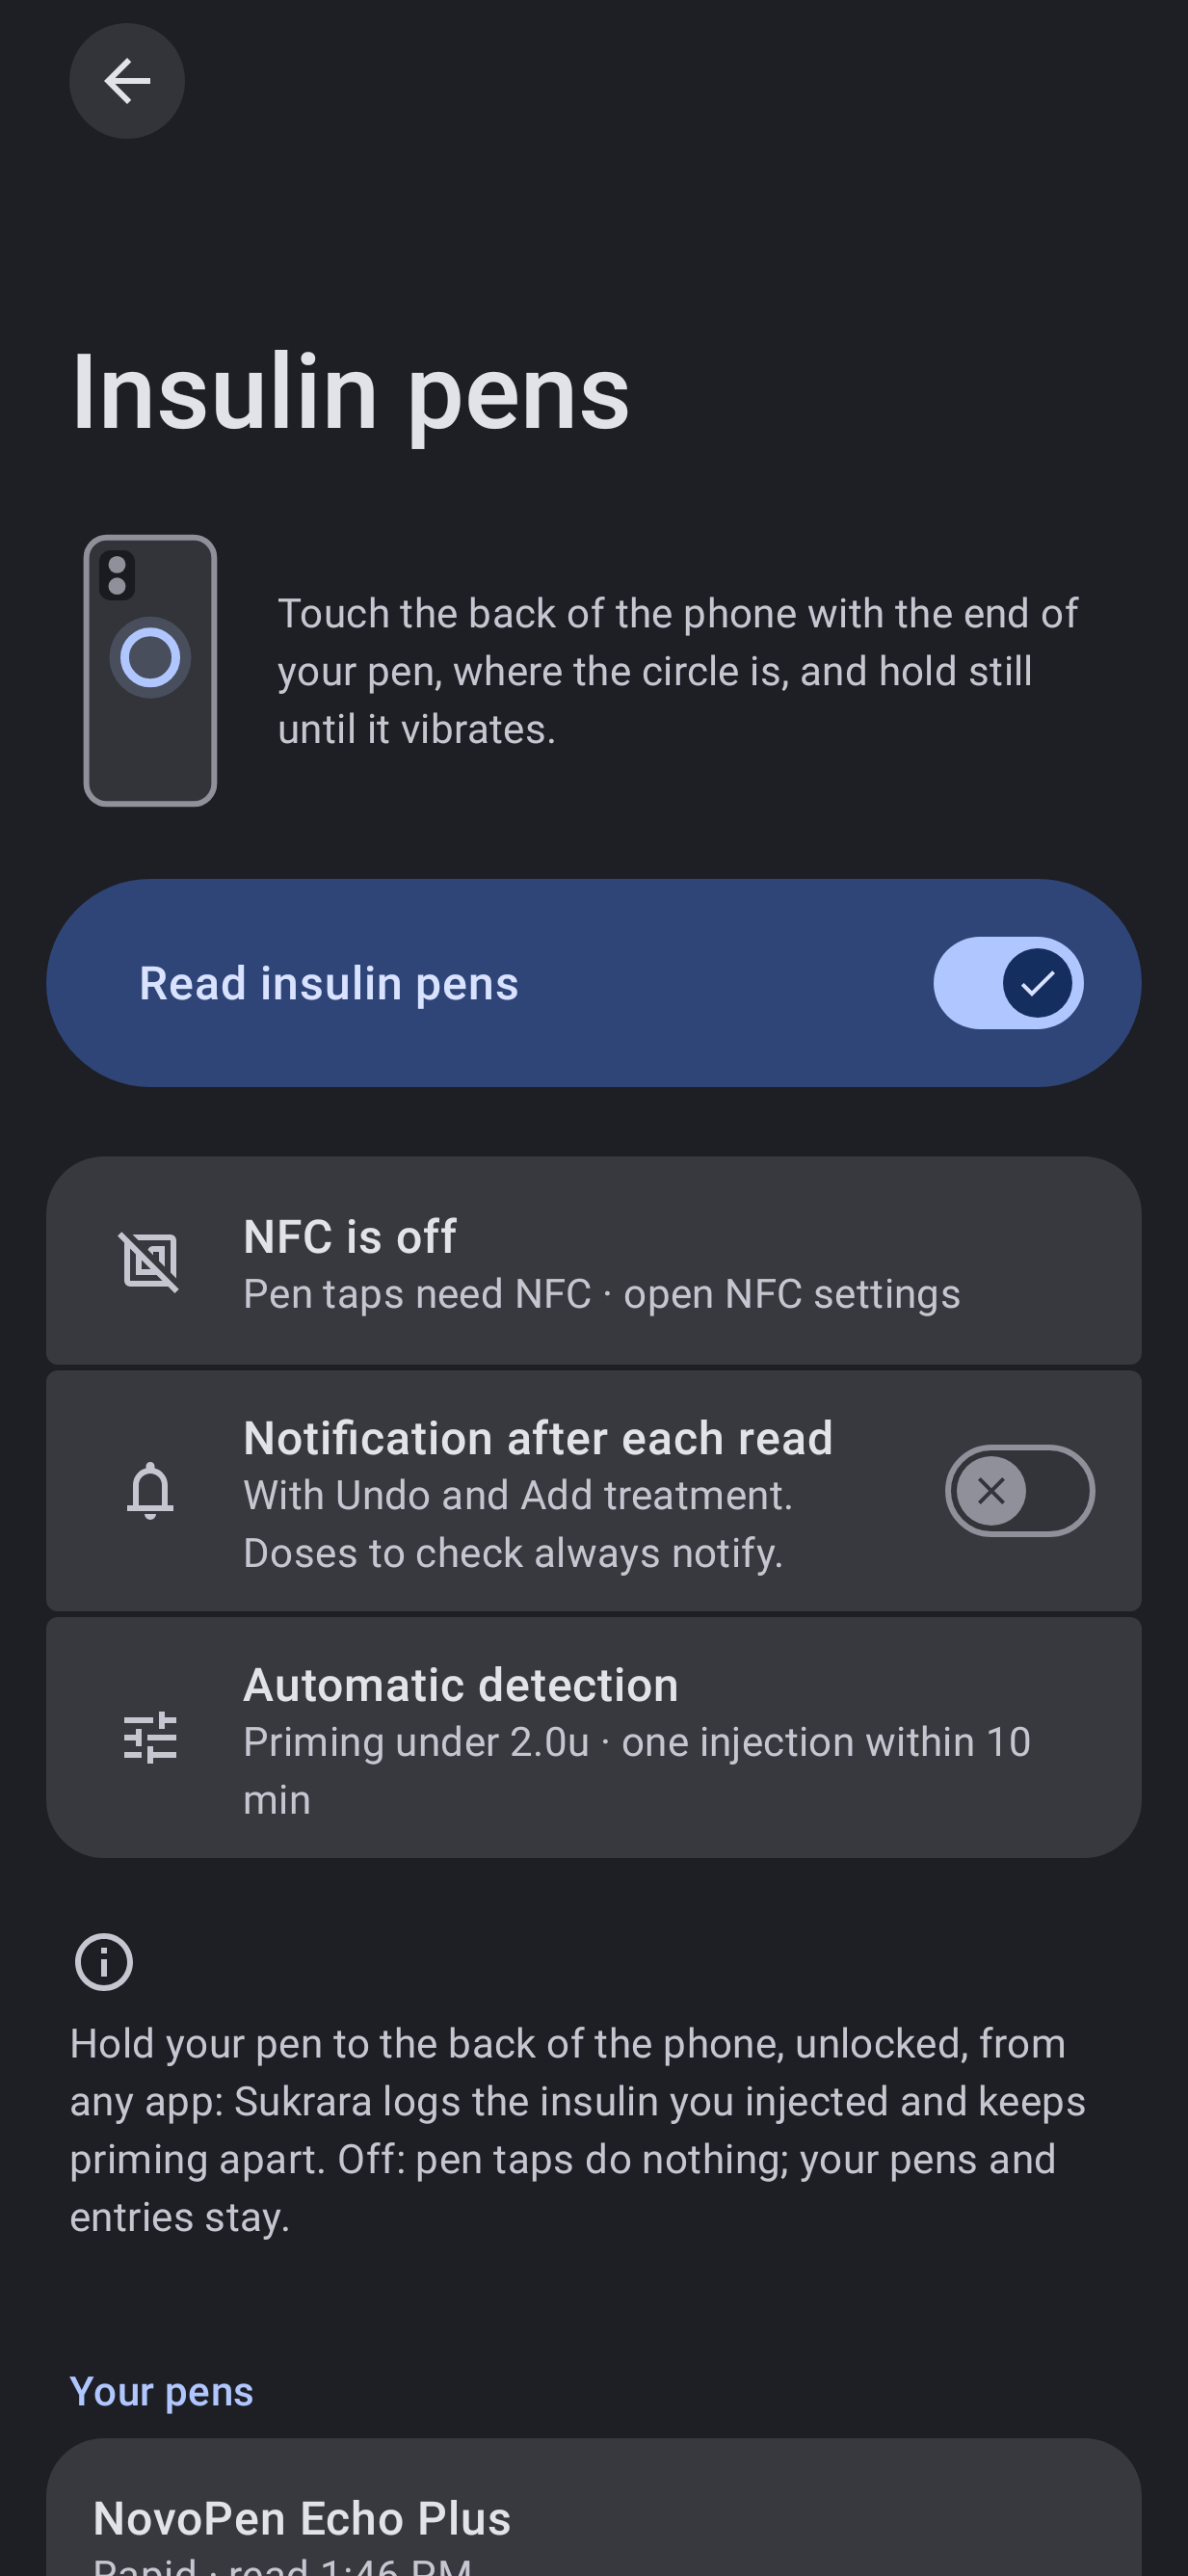 Insulin pens
Touch the back of the phone with the end of
your pen, where the circle is, and hold still
until it vibrates.
Read insulin pens
NFC is off
Pen taps need NFC · open NFC settings
Notification after each read
With Undo and Add treatment.
Doses to check always notify.
Automatic detection
Priming under 2.0u · one injection within 10
min
Hold your pen to the back of the phone, unlocked, from
any app: Sukrara logs the insulin you injected and keeps
priming apart. Off: pen taps do nothing; your pens and
entries stay.
Your pens
NovoPen Echo Plus
Rapid · read 1:46 PM